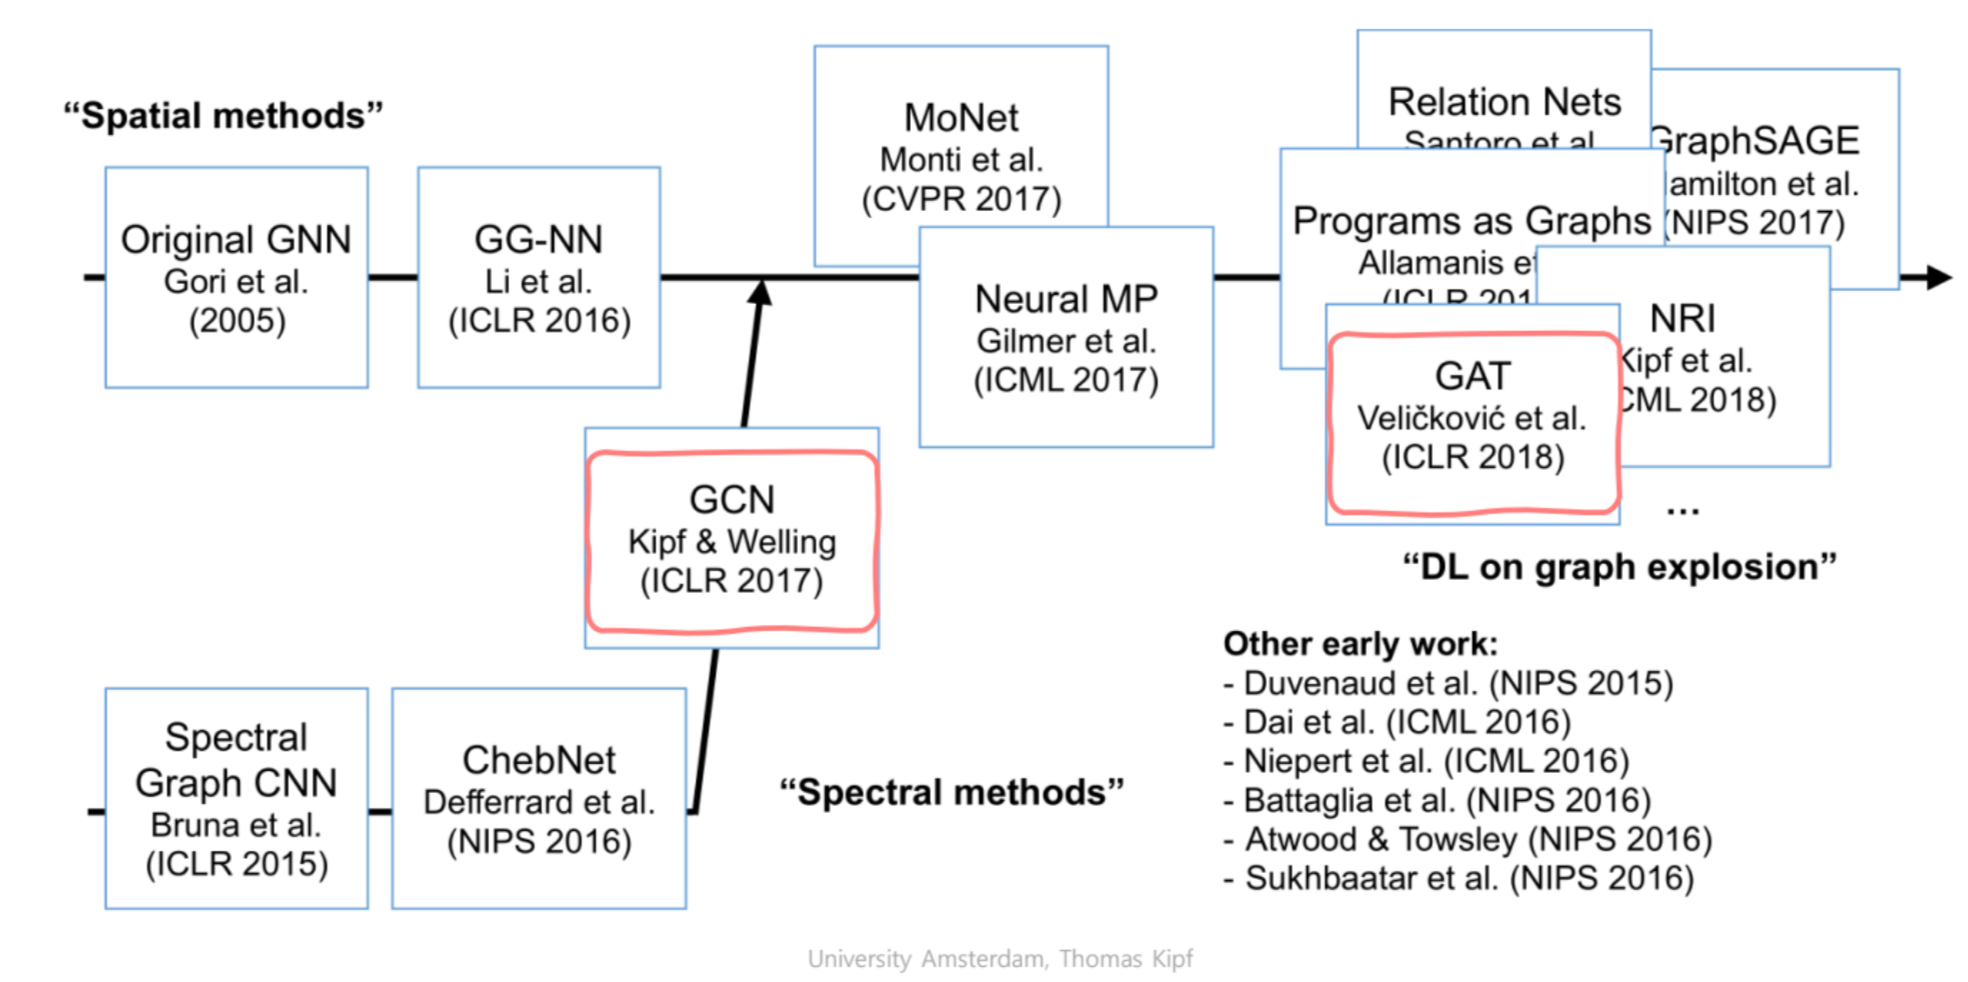 “Spatial methods”
Original GNN
Gori et al.
(2005)
GG-NN
Li et al.
(ICLR 2016)
MoNet
Monti et al.
(CVPR 2017)
Neural MP
Gilmer et al.
(ICML 2017)
Relation Nets
Santoro et al
GraphSAGE
amilton et al.
(NIPS 2017)
Programs as Graphs
Allamanis et
(ICLR 201
NRI
Kipf et al.
CML 2018)
GAT
Veličković et al.
(ICLR 2018)
...
“DL on graph explosion”
GCN
Kipf & Welling
(ICLR 2017)
Spectral
Graph CNN
Bruna et al.
(ICLR 2015)
ChebNet
Defferrard et al.
(NIPS 2016)
“Spectral methods”
Other early work:
- Duvenaud et al. (NIPS 2015)
- Dai et al. (ICML 2016)
- Niepert et al. (ICML 2016)
- Battaglia et al. (NIPS 2016)
- Atwood & Towsley (NIPS 2016)
- Sukhbaatar et al. (NIPS 2016)
University Amsterdam, Thomas Kipf